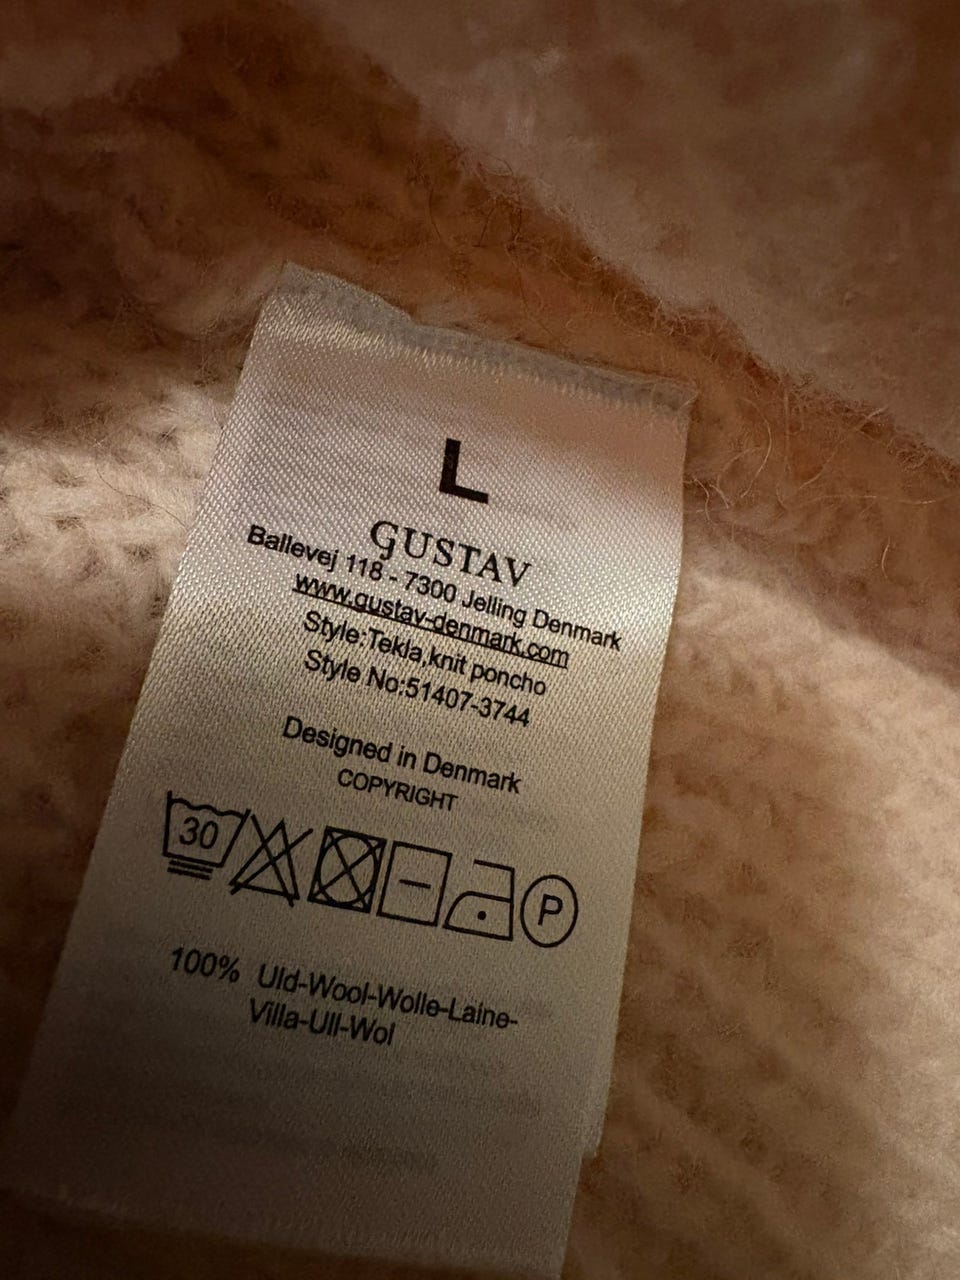 L
GUSTAV
Ballevej 118 - 7300 Jelling Denmark
www.gustav-denmark.com
Style:Tekla,knit poncho
Style No:51407-3744
Designed in Denmark
COPYRIGHT
30
P
100% Uld-Wool-Wolle-Laine-
Villa-Ull-Wol